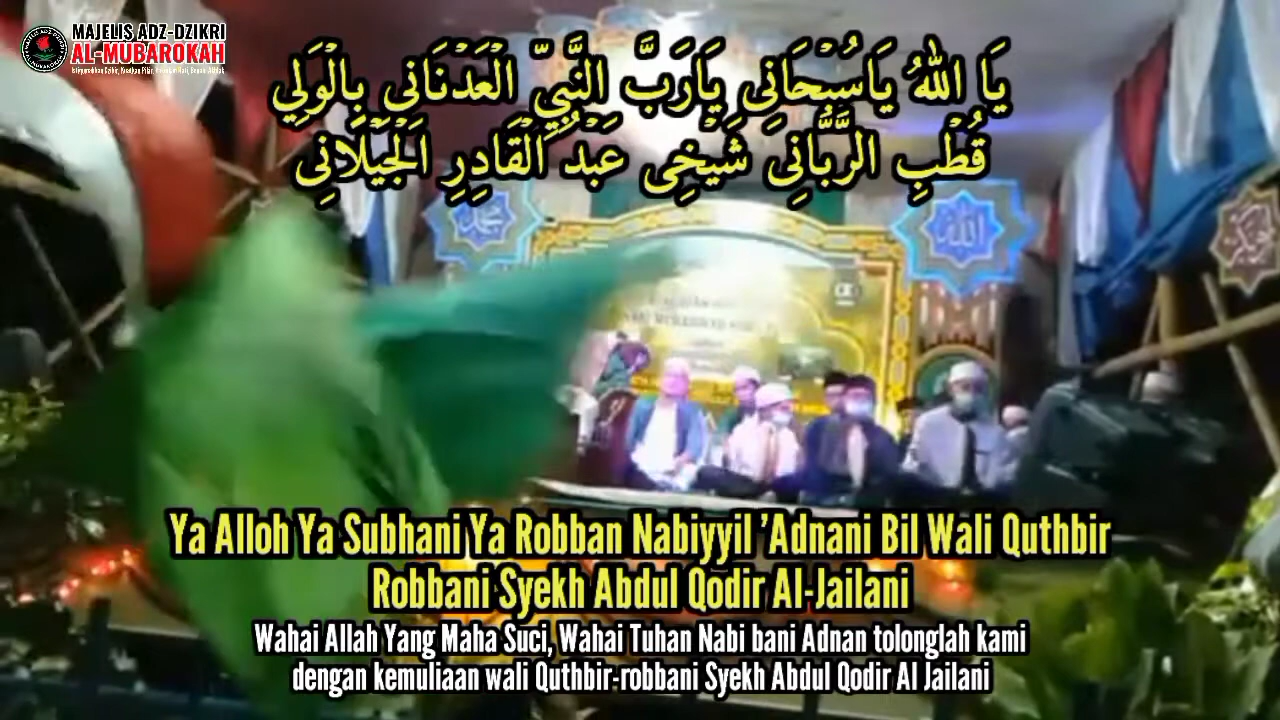 MAJELIS ADZ-DZIKRI
AL-MUBAROKAH
يَا اللهُ يَاسُبْحَانِى يَارَبَّ النَّبِيِّ الْعَدْنَانِى بِالْوَلِي
قُطْبِ الرَّبَّانِى شَيْخِى عَبْدُ الْقَادِرِ الْجَيْلَانِى
محمد
الله
Ya Alloh Ya Subhani Ya Robban Nabiyyil 'Adnani Bil Wali Quthbir
Robbani Syekh Abdul Qodir Al-Jailani
Wahai Allah Yang Maha Suci, Wahai Tuhan Nabi bani Adnan tolonglah kami
dengan kemuliaan wali Quthbir-robbani Syekh Abdul Qodir Al Jailani